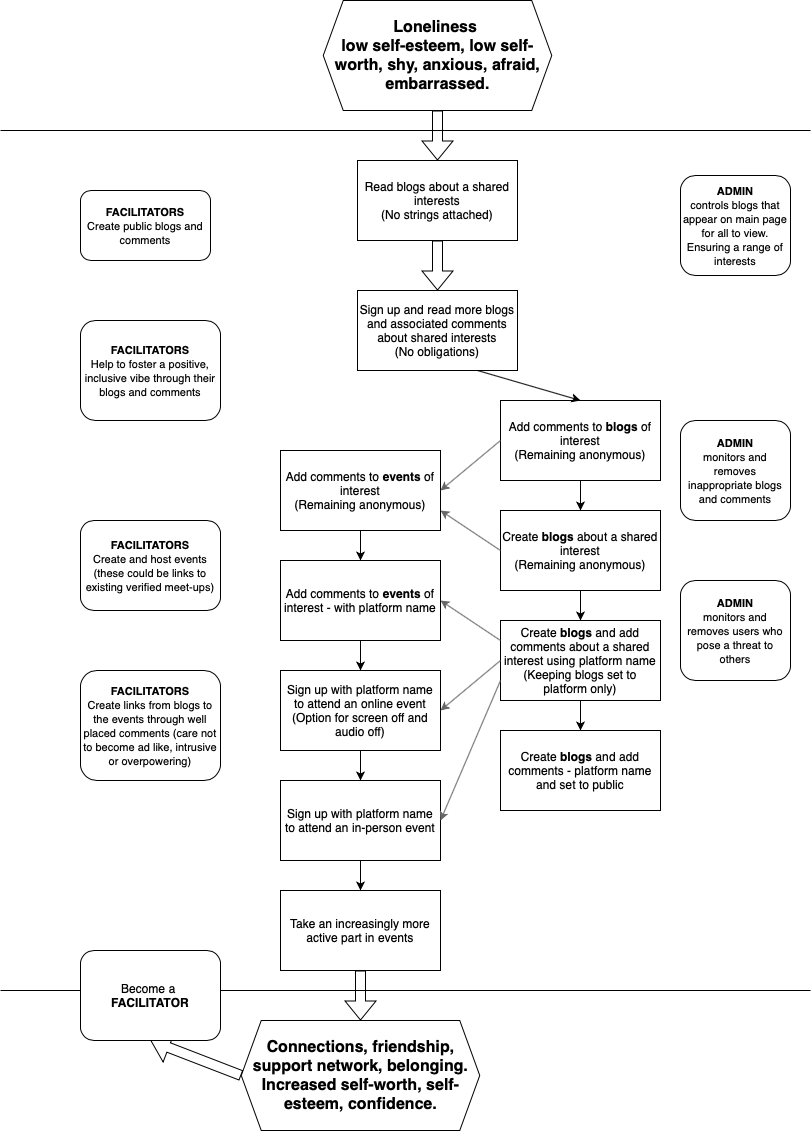 Loneliness
low self-esteem, low self-
worth, shy, anxious, afraid,
embarrassed.
Read blogs about a shared
interests
(No strings attached)
FACILITATORS
Create public blogs and
comments
ADMIN
controls blogs that
appear on main page
for all to view.
Ensuring a range of
interests
Sign up and read more blogs
and associated comments
about shared interests
(No obligations)
FACILITATORS
Help to foster a positive,
inclusive vibe through their
blogs and comments
Add comments to blogs of
interest
(Remaining anonymous)
ADMIN
monitors and
removes
inappropriate blogs
and comments
Add comments to events of
interest
(Remaining anonymous)
Create blogs about a shared
interest
(Remaining anonymous)
FACILITATORS
Create and host events
(these could be links to
existing verified meet-ups)
Add comments to events of
interest - with platform name
ADMIN
monitors and
removes users who
pose a threat to
others
Create blogs and add
comments about a shared
interest using platform name
(Keeping blogs set to
platform only)
FACILITATORS
Create links from blogs to
the events through well
placed comments (care not
to become ad like, intrusive
or overpowering)
Sign up with platform name
to attend an online event
(Option for screen off and
audio off)
Create blogs and add
comments - platform name
and set to public
Sign up with platform name
to attend an in-person event
Take an increasingly more
active part in events
Become a
FACILITATOR
Connections, friendship,
support network, belonging.
Increased self-worth, self-
esteem, confidence.